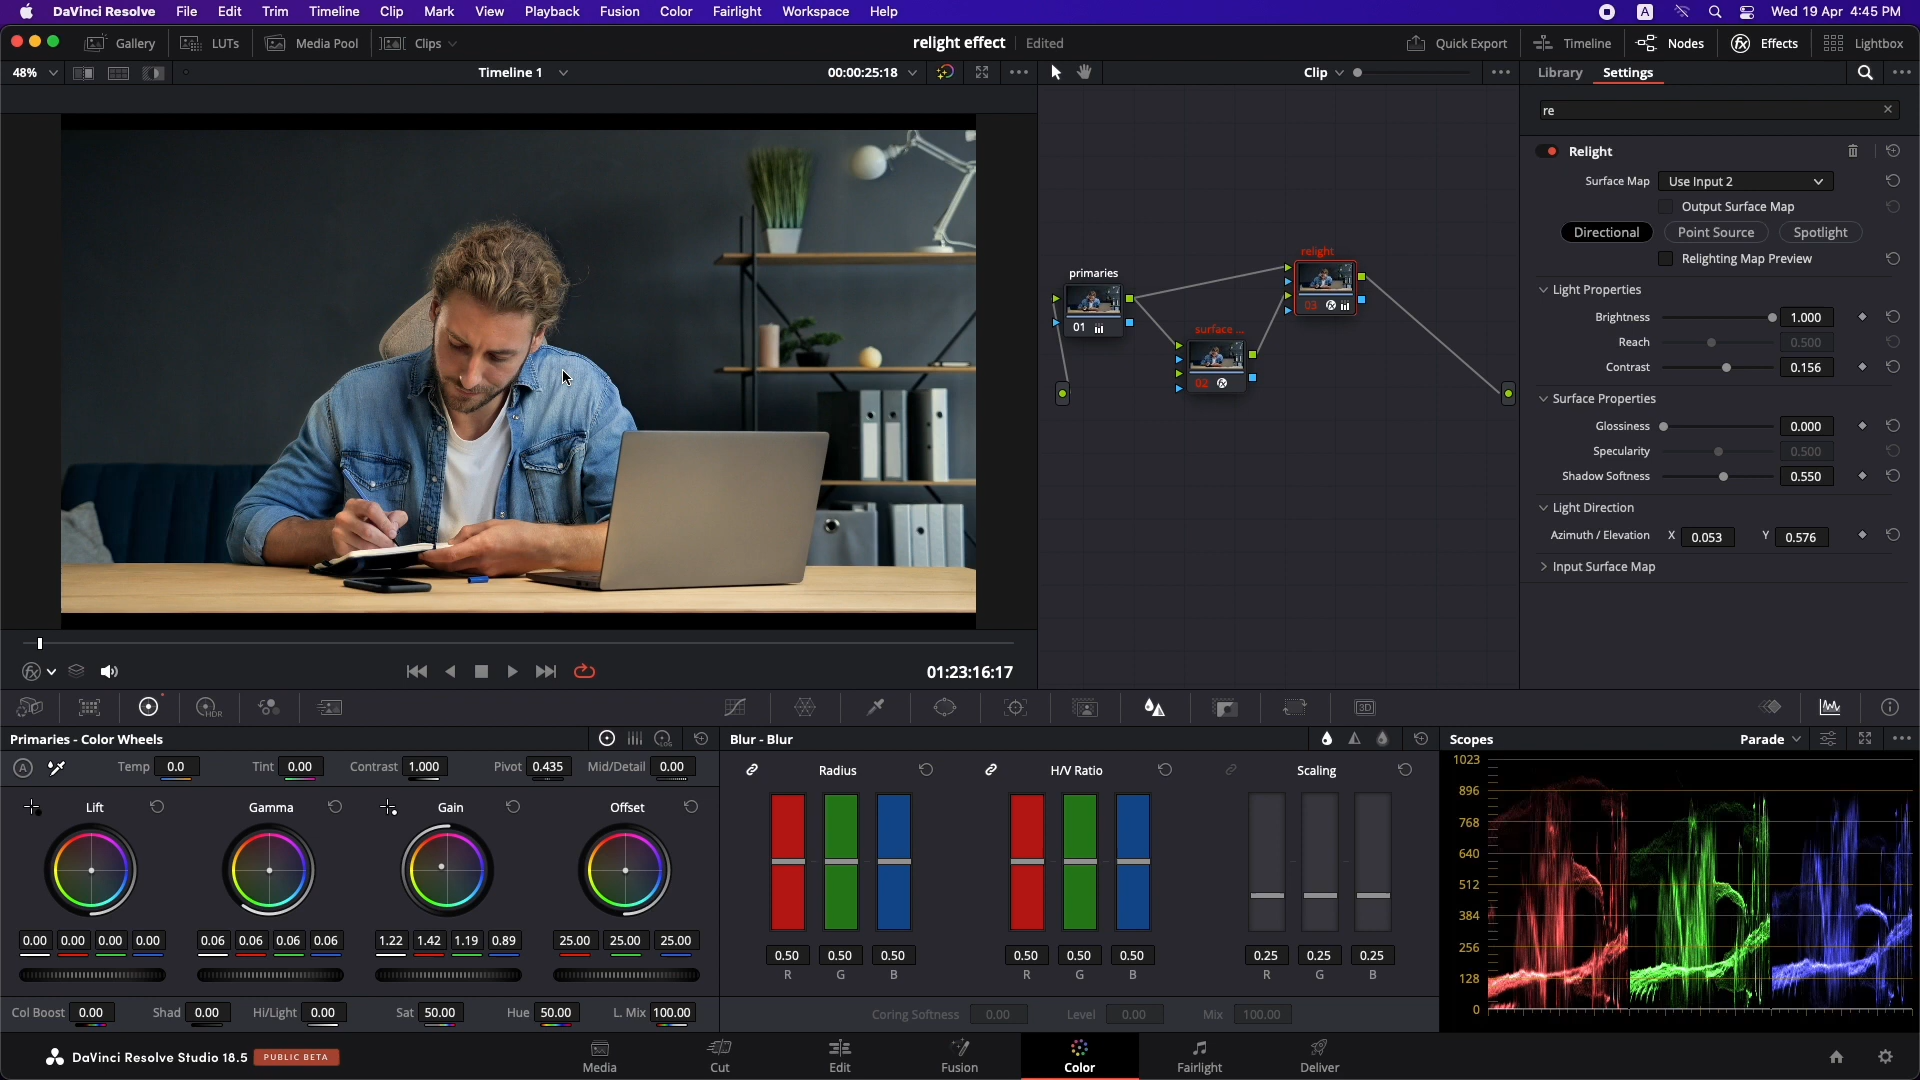 DaVinci Resolve File Edit Trim Timeline Clip Mark View Playback Fusion Color Fairlight Workspace Help A Wed 19 Apr 4:45 PM
Gallery LUTs Media Pool Clips relight effect Edited Quick Export Timeline Nodes Effects Lightbox
48% Timeline 1 00:00:25:18 Clip Library Settings
re
Relight
Surface Map Use Input 2
Output Surface Map
Directional Point Source Spotlight
Relighting Map Preview
Light Properties
Brightness 1.000
Reach 0.500
Contrast 0.156
Surface Properties
Glossiness 0.000
Specularity 0.500
Shadow Softness 0.550
Light Direction
Azimuth / Elevation X 0.053 Y 0.576
Input Surface Map
primaries
01
surface ...
02
relight
03
01:23:16:17
HDR
3D
Primaries - Color Wheels
LOG
Blur - Blur
Scopes Parade
A Temp 0.0 Tint 0.00 Contrast 1.000 Pivot 0.435 Mid/Detail 0.00
Lift Gamma Gain Offset
0.00 0.00 0.00 0.00 0.06 0.06 0.06 0.06 1.22 1.42 1.19 0.89 25.00 25.00 25.00
Col Boost 0.00 Shad 0.00 Hi/Light 0.00 Sat 50.00 Hue 50.00 L. Mix 100.00
Radius H/V Ratio Scaling
0.50 0.50 0.50 0.50 0.50 0.50 0.25 0.25 0.25
R G B R G B R G B
Coring Softness 0.00 Level 0.00 Mix 100.00
1023
896
768
640
512
384
256
128
0
DaVinci Resolve Studio 18.5 PUBLIC BETA
Media Cut Edit Fusion Color Fairlight Deliver